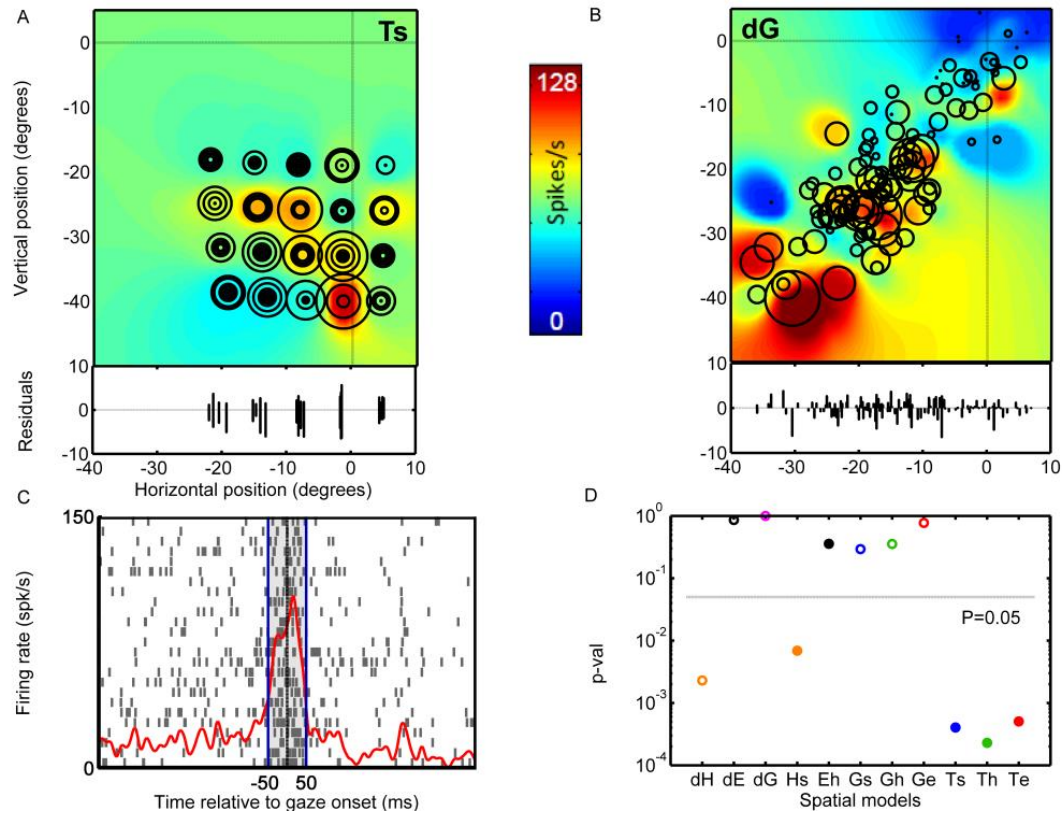 A
Ts
Vertical position (degrees)
0
-10
-20
-30
-40
10
0
-10
Residuals
-40 -30 -20 -10 0 10
Horizontal position (degrees)
128
Spikes/s
0
B
dG
0
-10
-20
-30
-40
10
0
-10
-40 -30 -20 -10 0 10
C
150
Firing rate (spk/s)
0
-50 50
Time relative to gaze onset (ms)
D
10^0
10^-1
10^-2
10^-3
10^-4
p-val
P=0.05
dH dE dG Hs Eh Gs Gh Ge Ts Th Te
Spatial models